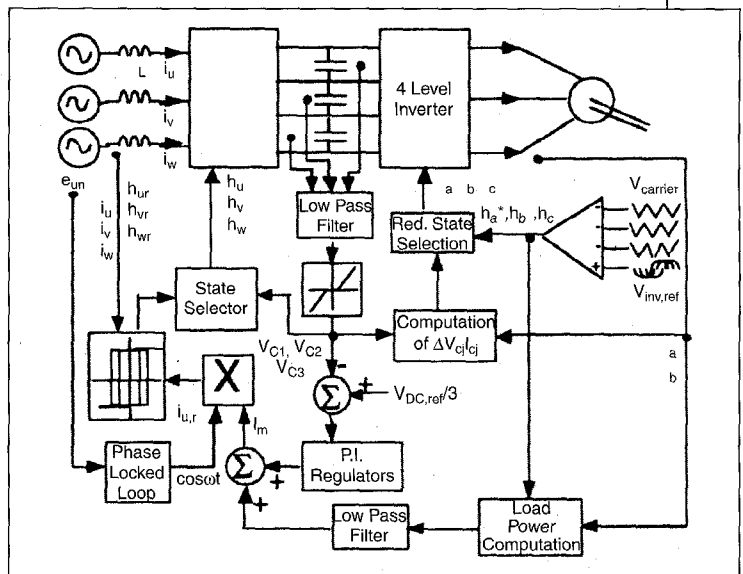 L
i_u
i_v
i_w
e_un
4 Level
Inverter
h_ur
h_vr
h_wr
i_u
i_v
i_w
h_u
h_v
h_w
Low Pass
Filter
a b c
Red. State
Selection
h_a*,h_b ,h_c
V_carrier
V_inv,ref
State
Selector
V_C1, V_C2
V_C3
Computation
of ΔV_cjI_cj
a
b
X
i_u,r
I_m
Σ
-
+
V_DC,ref/3
Phase
Locked
Loop
cosωt
Σ
+
+
P.I.
Regulators
Low Pass
Filter
Load
Power
Computation